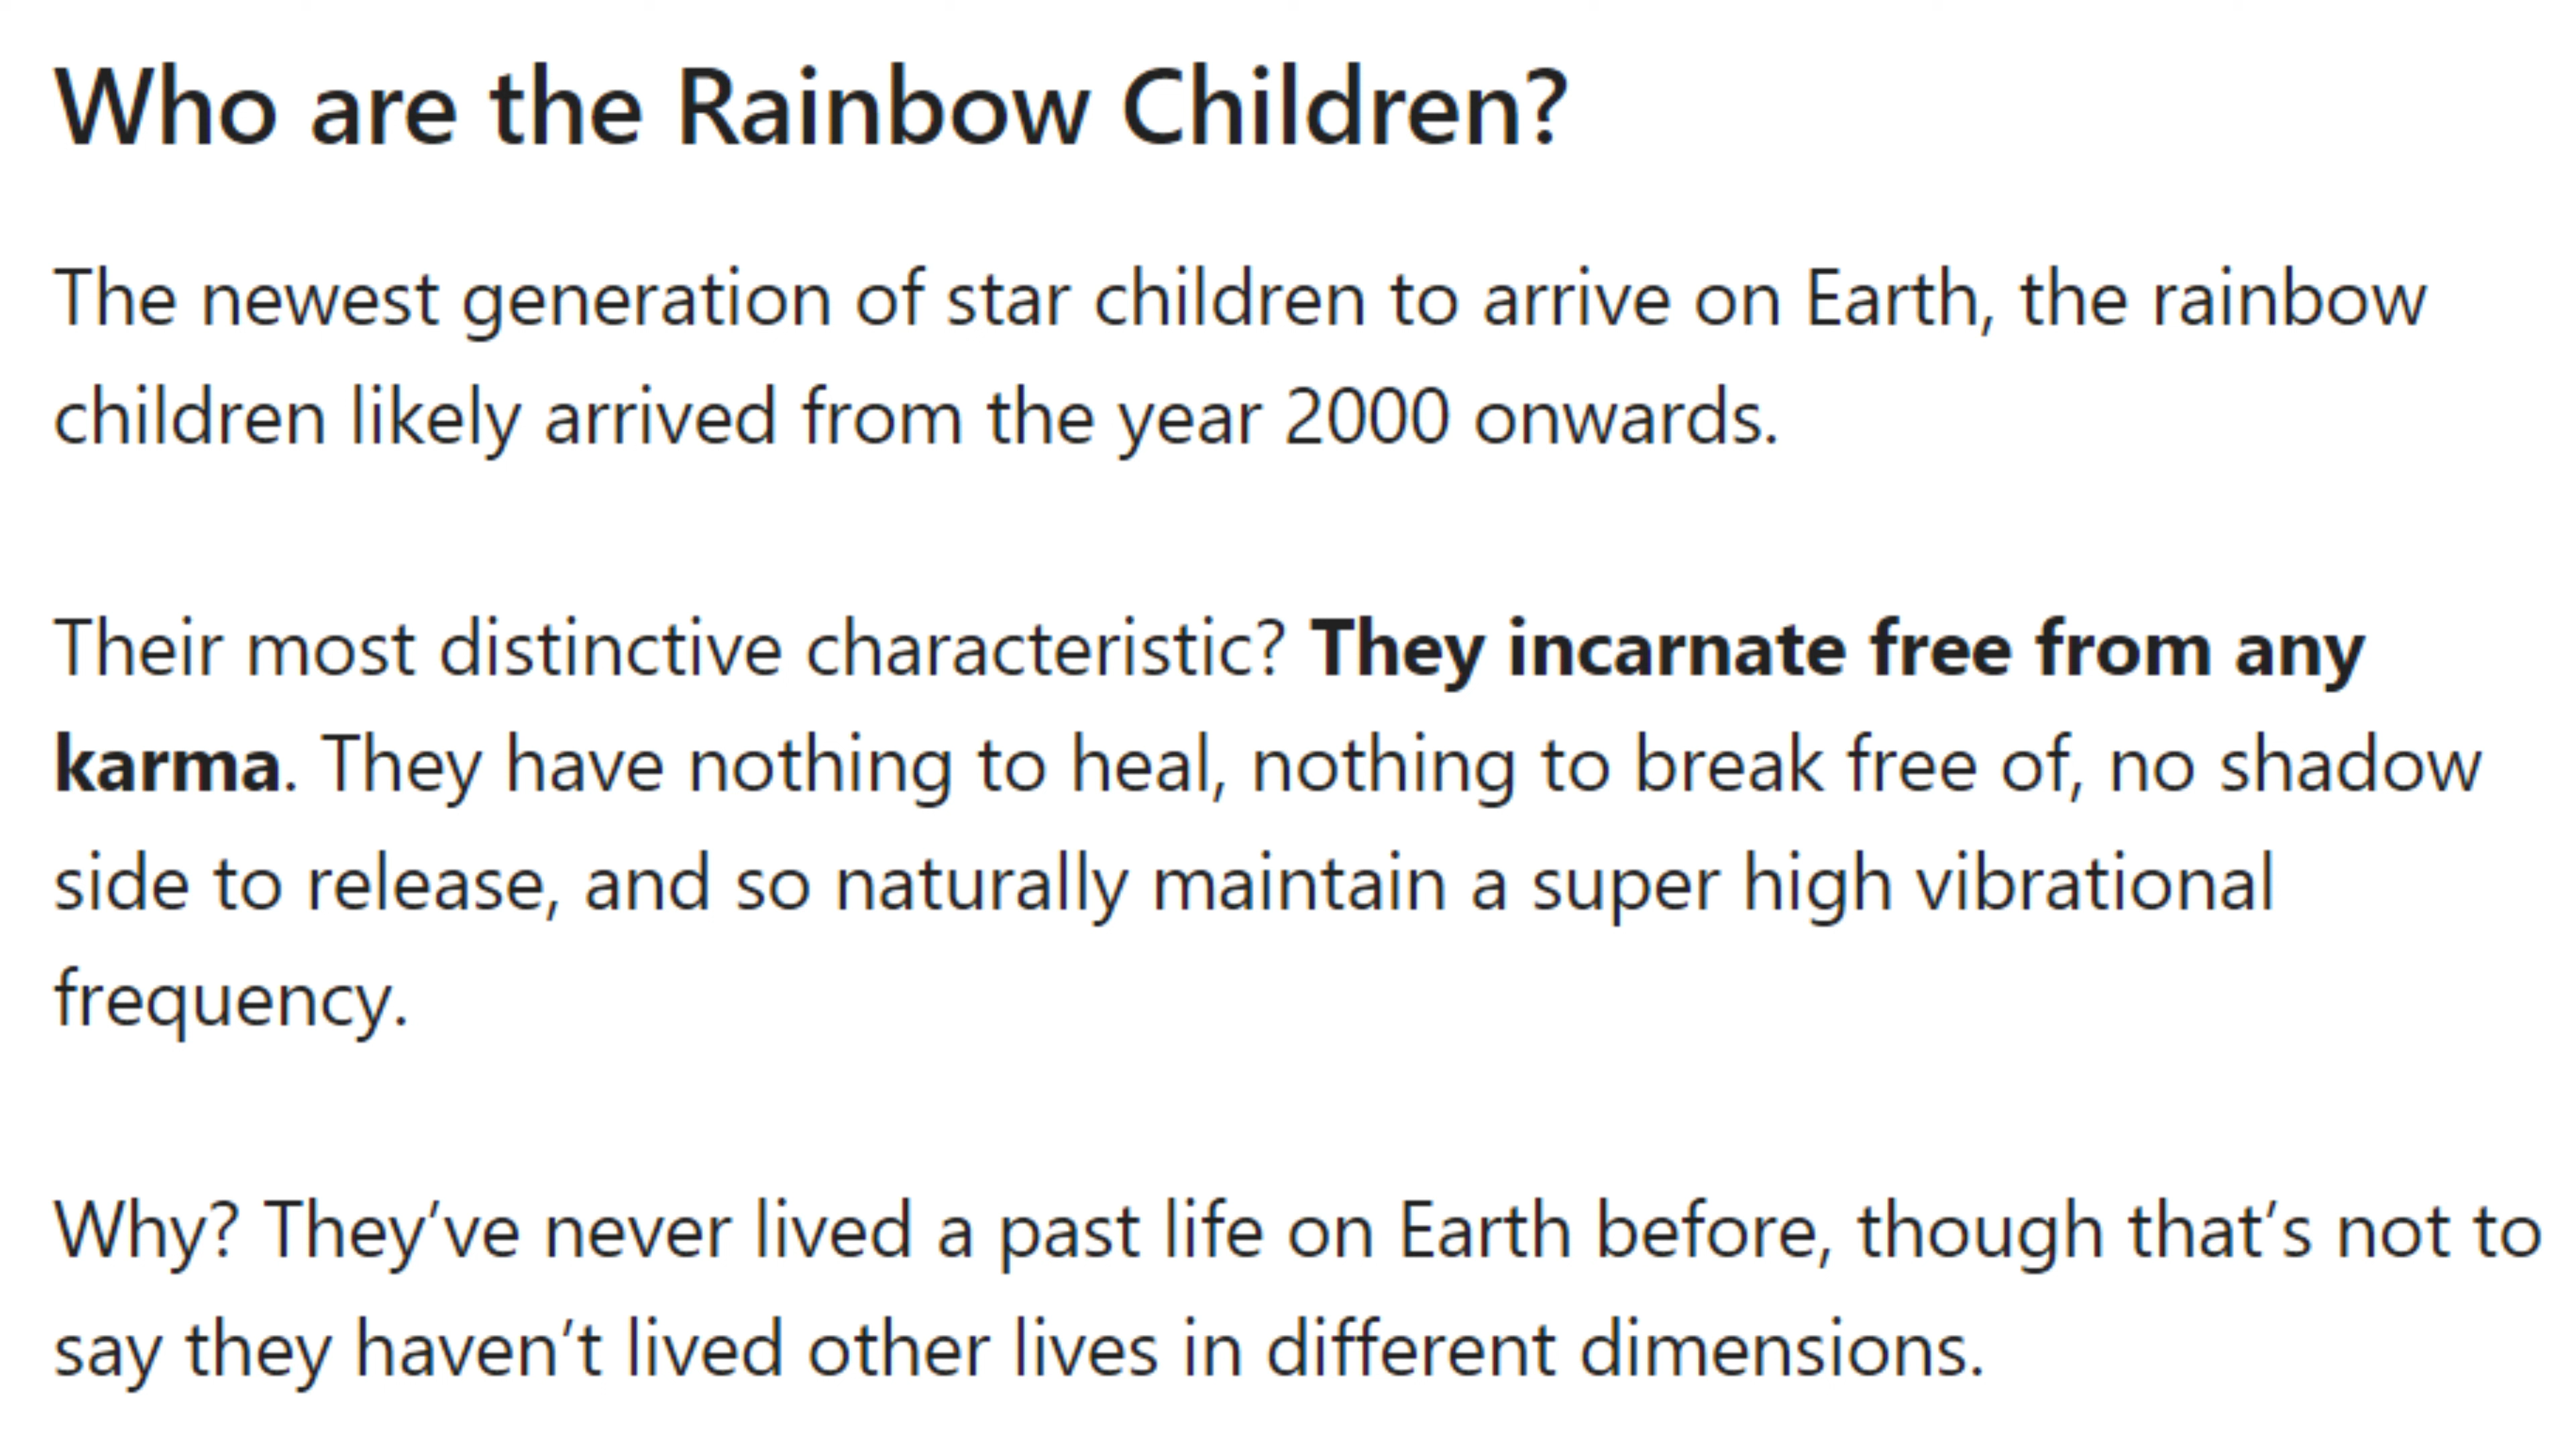 Who are the Rainbow Children?
The newest generation of star children to arrive on Earth, the rainbow
children likely arrived from the year 2000 onwards.
Their most distinctive characteristic? They incarnate free from any
karma. They have nothing to heal, nothing to break free of, no shadow
side to release, and so naturally maintain a super high vibrational
frequency.
Why? They’ve never lived a past life on Earth before, though that’s not to
say they haven’t lived other lives in different dimensions.